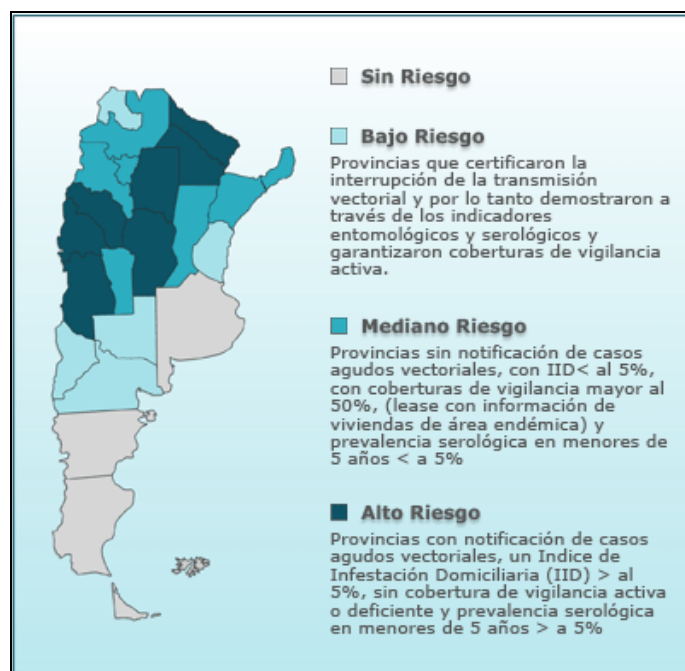 Sin Riesgo
Bajo Riesgo
Provincias que certificaron la
interrupción de la transmisión
vectorial y por lo tanto demostraron a
través de los indicadores
entomológicos y serológicos y
garantizaron coberturas de vigilancia
activa.
Mediano Riesgo
Provincias sin notificación de casos
agudos vectoriales, con IID< al 5%,
con coberturas de vigilancia mayor al
50%, (lease con información de
viviendas de área endémica) y
prevalencia serológica en menores de
5 años < a 5%
Alto Riesgo
Provincias con notificación de casos
agudos vectoriales, un Indice de
Infestación Domiciliaria (IID) > al
5%, sin cobertura de vigilancia activa
o deficiente y prevalencia serológica
en menores de 5 años > a 5%